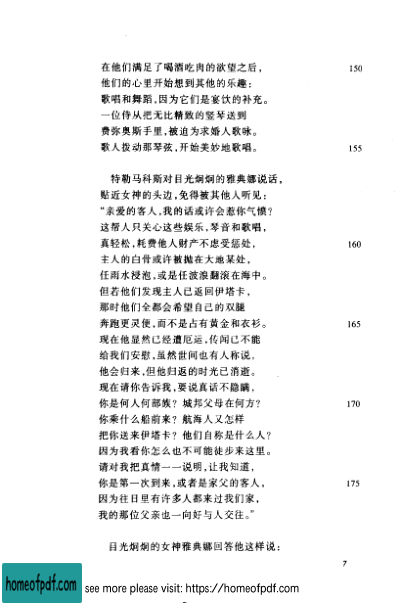 在他们满足了喝酒吃肉的欲望之后， 150
他们的心里开始想到其他的乐趣：
歌唱和舞蹈，因为它们是宴饮的补充。
一位侍从把无比精致的竖琴送到
费弥奥斯手里，被迫为求婚人歌咏。
歌人拨动那琴弦，开始美妙地歌唱。 155
特勒马科斯对目光炯炯的雅典娜说话，
贴近女神的头边，免得被其他人听见：
“亲爱的客人，我的话或许会惹你气愤？
这帮人只关心这些娱乐，琴音和歌唱，
真轻松，耗费他人财产不虑受惩处， 160
主人的白骨或许被抛在大地某处，
任雨水浸泡，或是任波浪翻滚在海中。
但若他们发现主人已返回伊塔卡，
那时他们全都会希望自己的双腿
奔跑更灵便，而不是占有黄金和衣衫。 165
现在他显然已经遭厄运，传闻已不能
给我们安慰，虽然世间也有人称说，
他会归来，但他归返的时光已消逝。
现在请你告诉我，要说真话不隐瞒，
你是何人何部族？城邦父母在何方？ 170
你乘什么船前来？航海人又怎样
把你送来伊塔卡？他们自称是什么人？
因为我看你怎么也不可能徒步来这里。
请对我把真情一一说明，让我知道，
你是第一次到来，或者是家父的客人， 175
因为往日里有许多人都来过我们家，
我的那位父亲也一向好与人交往。”
目光炯炯的女神雅典娜回答他这样说：
7
homeofpdf.com see more please visit: https://homeofpdf.com